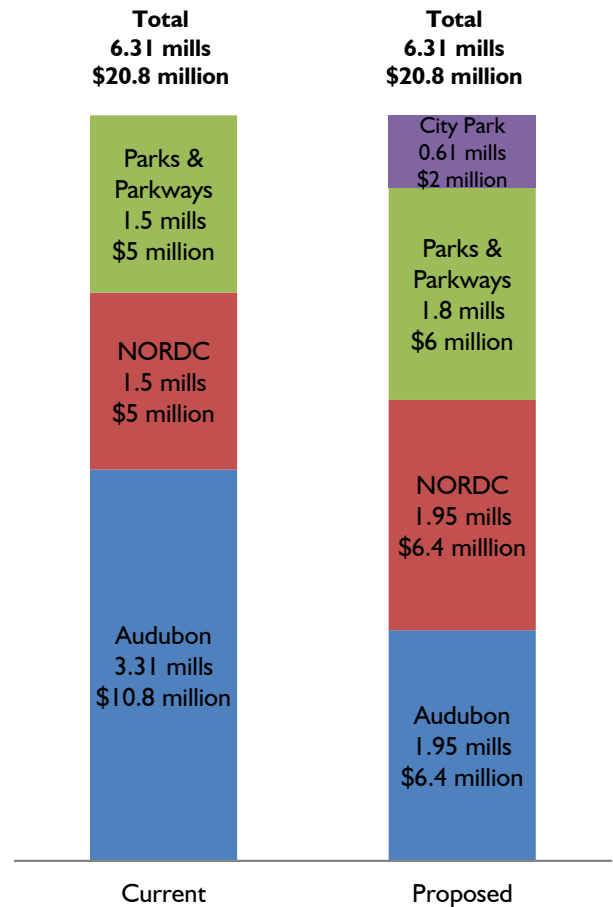 Total
6.31 mills
$20.8 million
Total
6.31 mills
$20.8 million
Parks &
Parkways
1.5 mills
$5 million
NORDC
1.5 mills
$5 million
Audubon
3.31 mills
$10.8 million
City Park
0.61 mills
$2 million
Parks &
Parkways
1.8 mills
$6 million
NORDC
1.95 mills
$6.4 milllion
Audubon
1.95 mills
$6.4 million
Current
Proposed